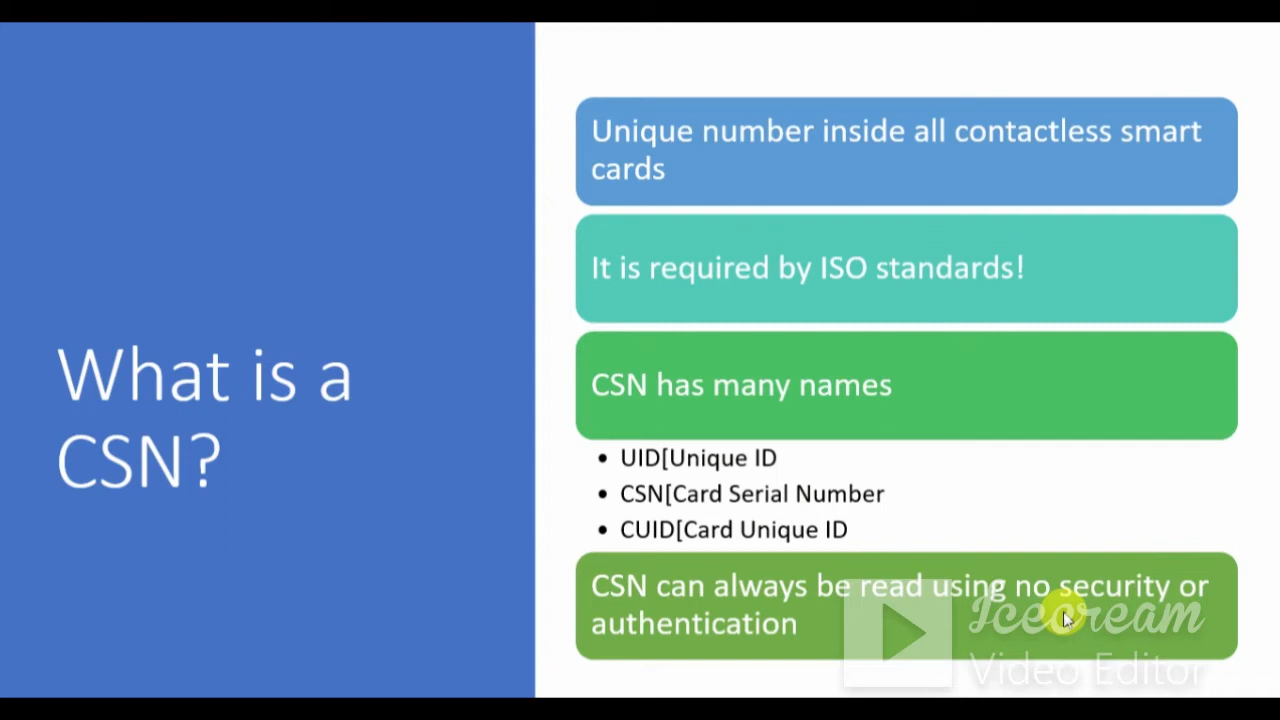 What is a
CSN?
Unique number inside all contactless smart
cards
It is required by ISO standards!
CSN has many names
• UID[Unique ID
• CSN[Card Serial Number
• CUID[Card Unique ID
CSN can always be read using no security or
authentication
Icecream
Video Editor